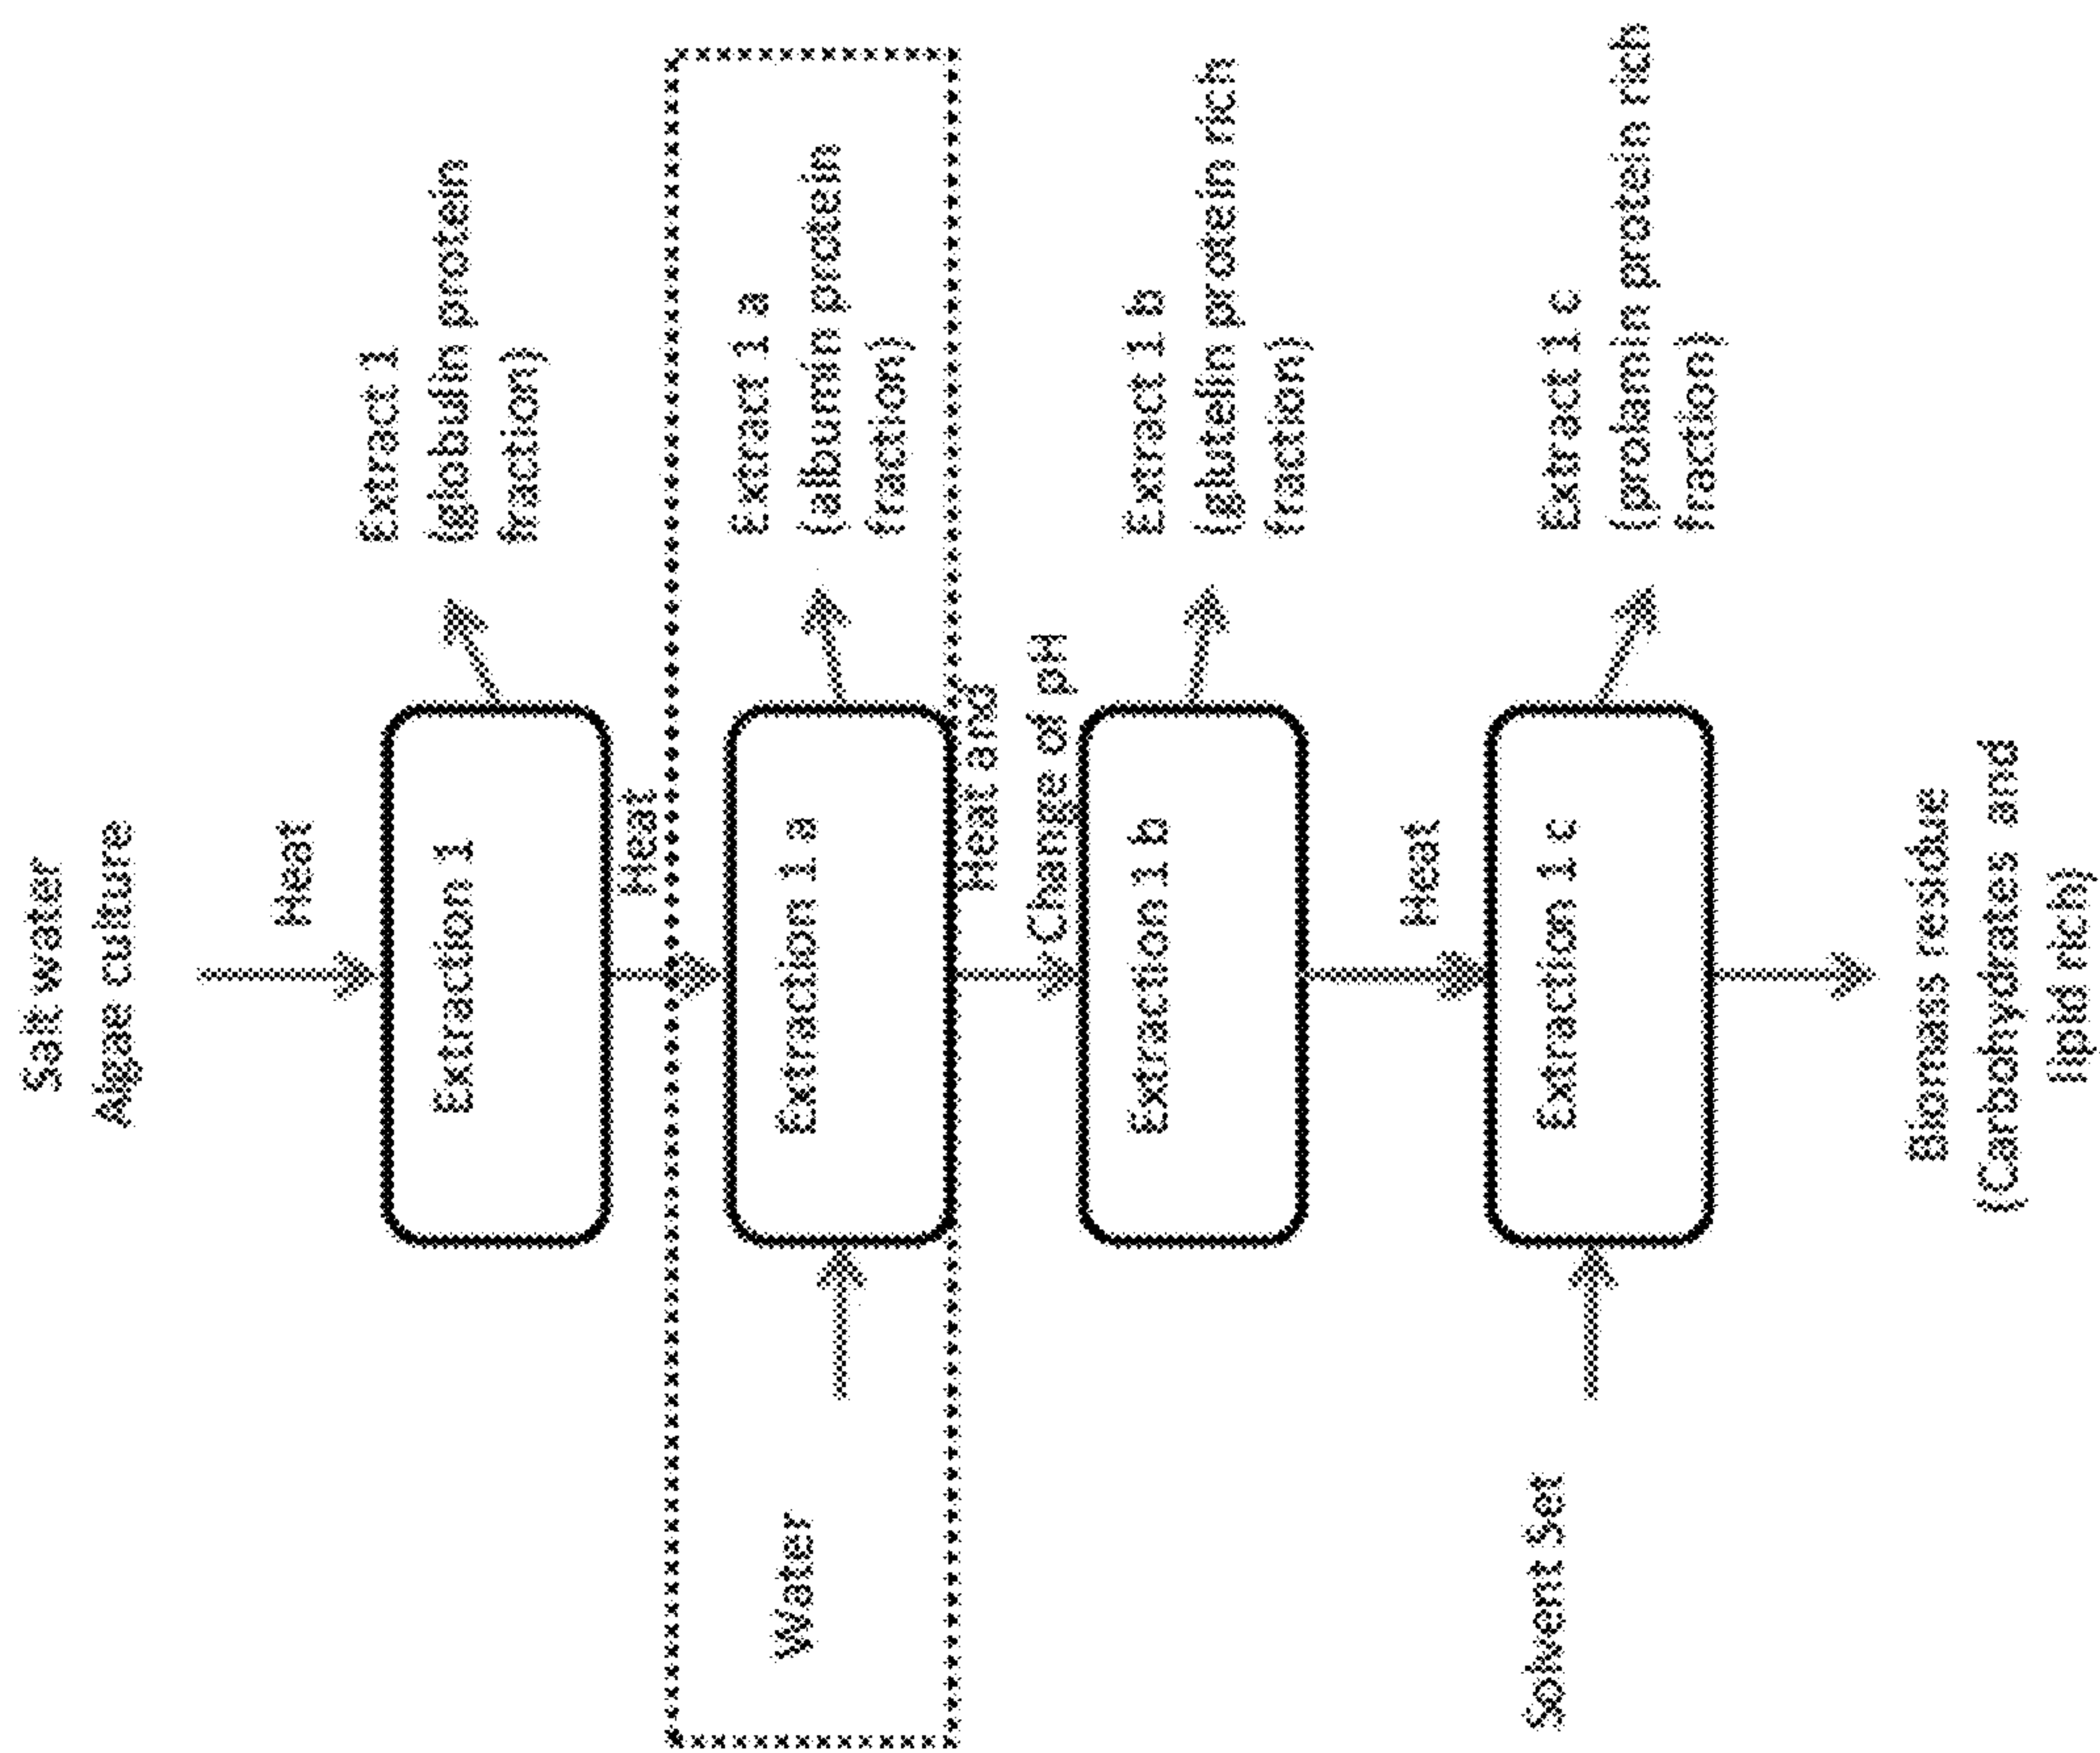 Salt water
Algae culture
Heat
Extraction 1
Extract 1
(globulin protein
fraction)
Heat
Water
Extraction 1 a
Extract 1 a
(albumin protein
fraction)
Heat and
Change of pH
Extraction 1 b
Extract 1 b
(glutelin protein rich
fraction)
Heat
Solvent Set
Extraction 1 c
Extract 1 c
(prolamin protein rich
fraction)
Biomass residue
(Carbohydrates and
lipid rich)